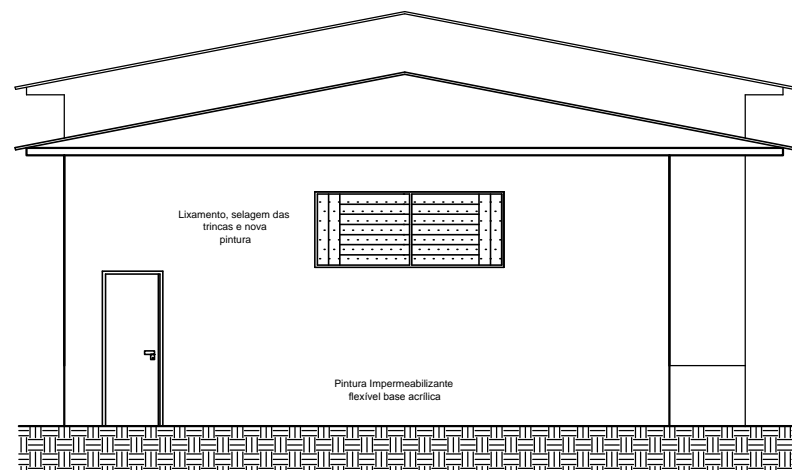 Lixamento, selagem das
trincas e nova
pintura
Pintura Impermeabilizante
flexível base acrílica